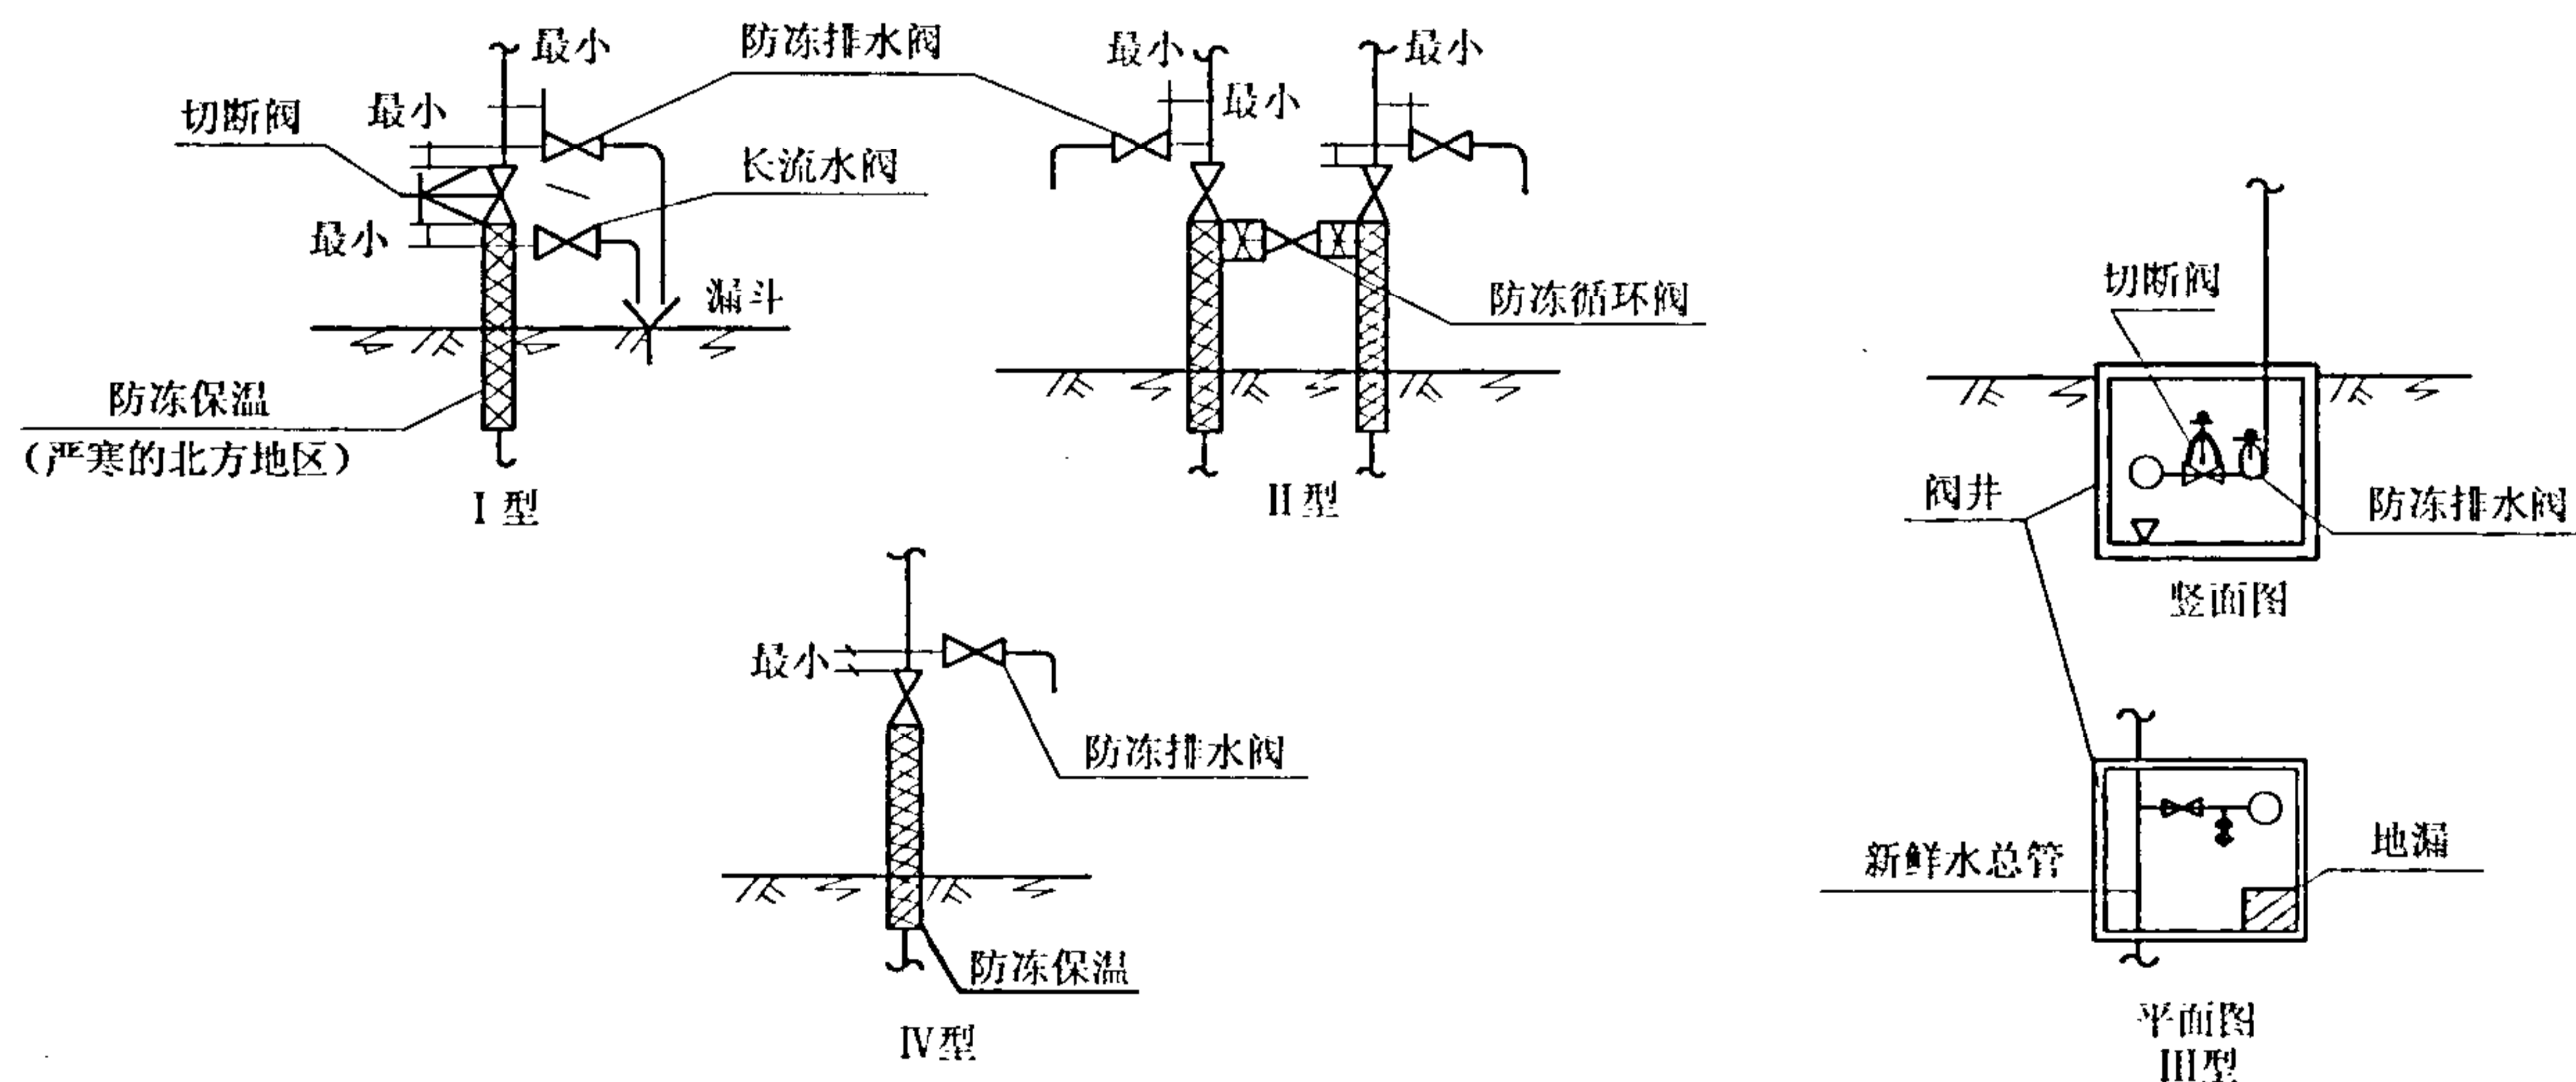 最小
防冻排水阀
最小
切断阀
长流水阀
最小
漏斗
防冻保温
(严寒的北方地区)
Ⅰ型
最小
最小
最小
防冻循环阀
Ⅱ型
最小
防冻排水阀
防冻保温
Ⅳ型
切断阀
阀井
防冻排水阀
竖面图
新鲜水总管
地漏
平面图
Ⅲ型